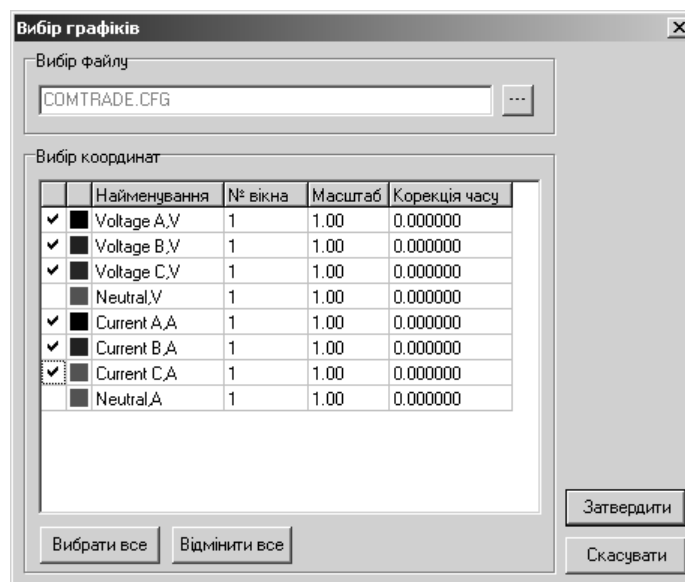 Вибір графіків
Вибір файлу
COMTRADE.CFG ...
Вибір координат
Найменування № вікна Масштаб Корекція часу
Voltage A,V 1 1.00 0.000000
Voltage B,V 1 1.00 0.000000
Voltage C,V 1 1.00 0.000000
Neutral,V 1 1.00 0.000000
Current A,A 1 1.00 0.000000
Current B,A 1 1.00 0.000000
Current C,A 1 1.00 0.000000
Neutral,A 1 1.00 0.000000
Затвердити
Вибрати все Відмінити все
Скасувати